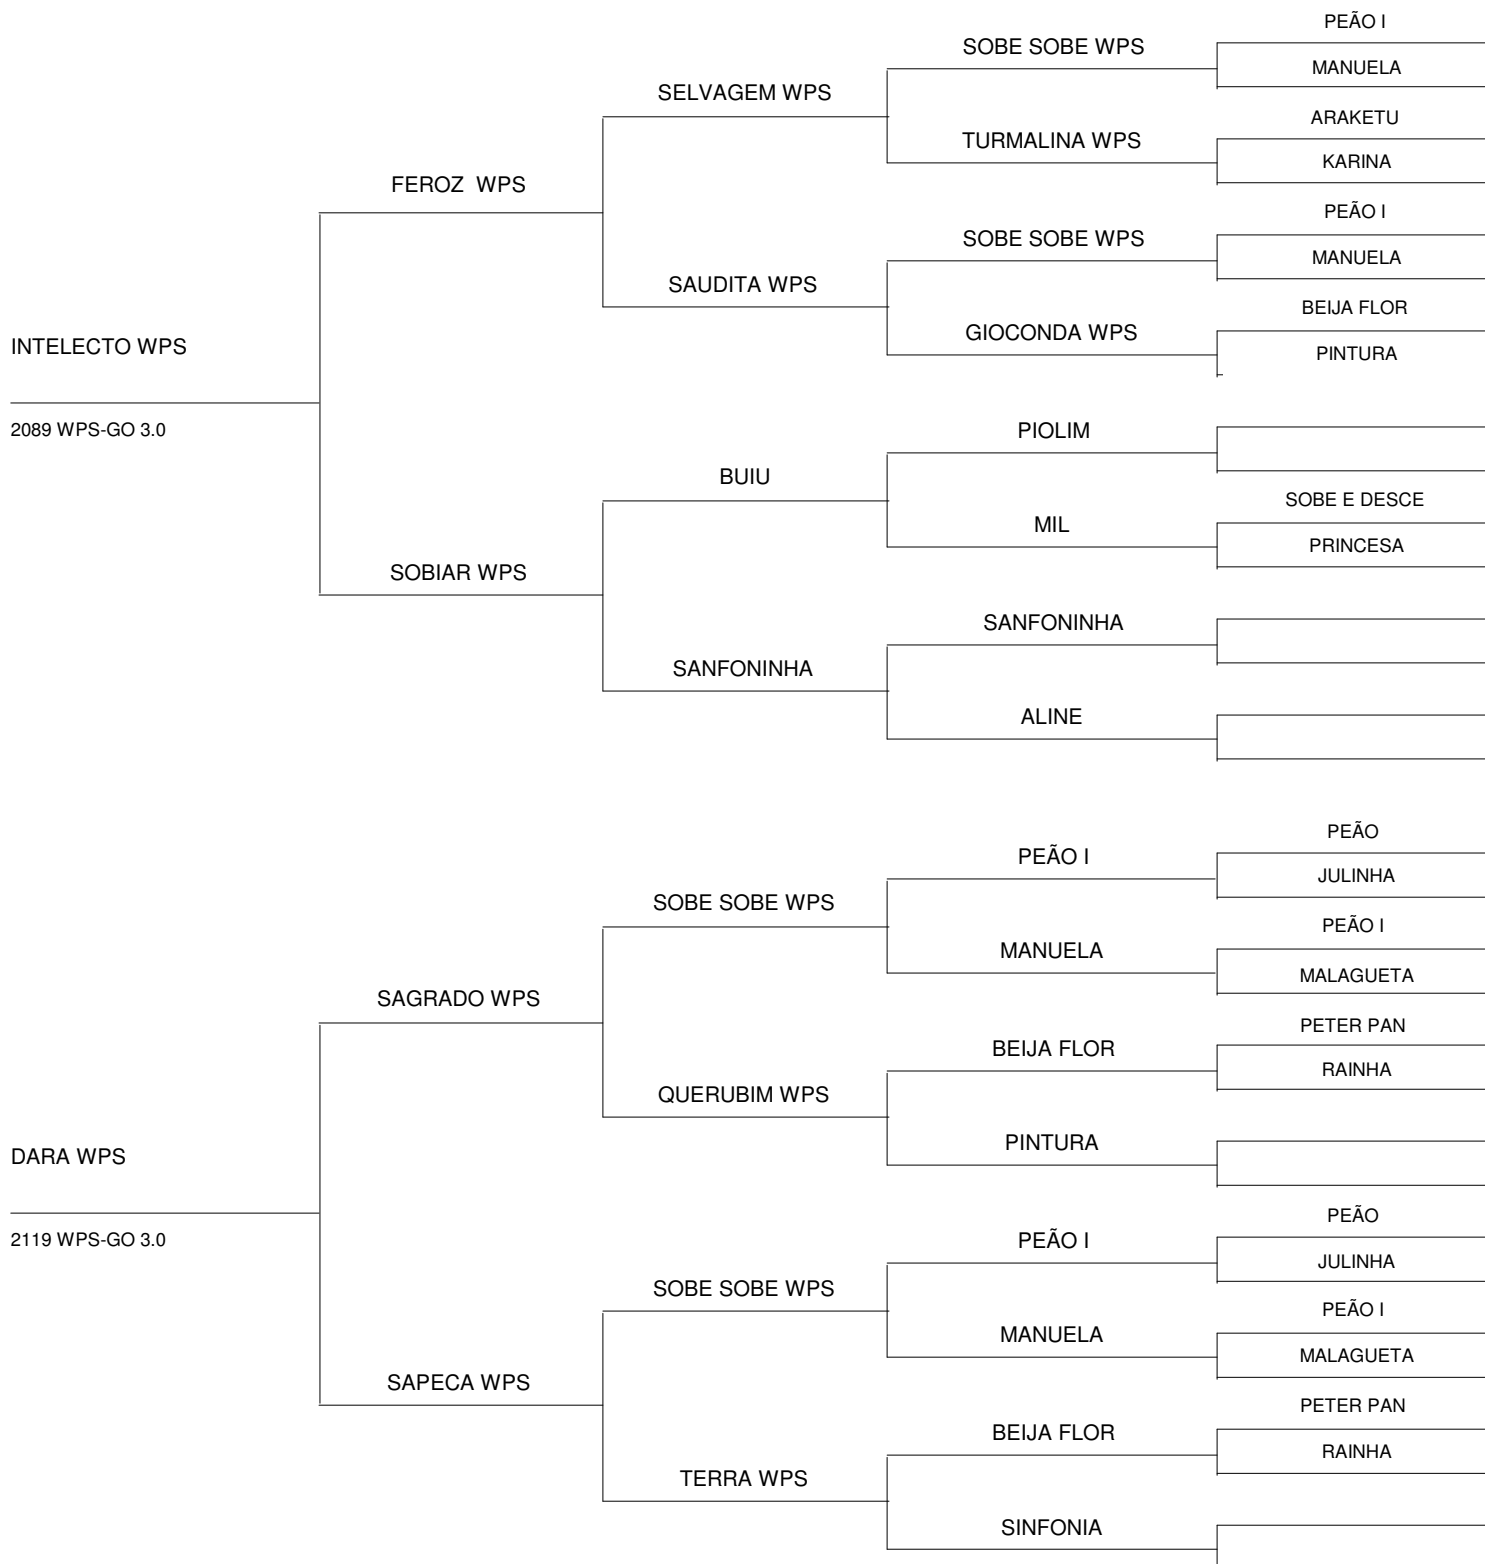 PEÃO I
SOBE SOBE WPS
MANUELA
SELVAGEM WPS
ARAKETU
TURMALINA WPS
KARINA
FEROZ  WPS
PEÃO I
SOBE SOBE WPS
MANUELA
SAUDITA WPS
BEIJA FLOR
GIOCONDA WPS
PINTURA
INTELECTO WPS
2089 WPS-GO 3.0
PIOLIM
BUIU
SOBE E DESCE
MIL
PRINCESA
SOBIAR WPS
SANFONINHA
SANFONINHA
ALINE
PEÃO
PEÃO I
JULINHA
SOBE SOBE WPS
PEÃO I
MANUELA
MALAGUETA
SAGRADO WPS
PETER PAN
BEIJA FLOR
RAINHA
QUERUBIM WPS
PINTURA
DARA WPS
2119 WPS-GO 3.0
PEÃO
PEÃO I
JULINHA
SOBE SOBE WPS
PEÃO I
MANUELA
MALAGUETA
SAPECA WPS
PETER PAN
BEIJA FLOR
RAINHA
TERRA WPS
SINFONIA